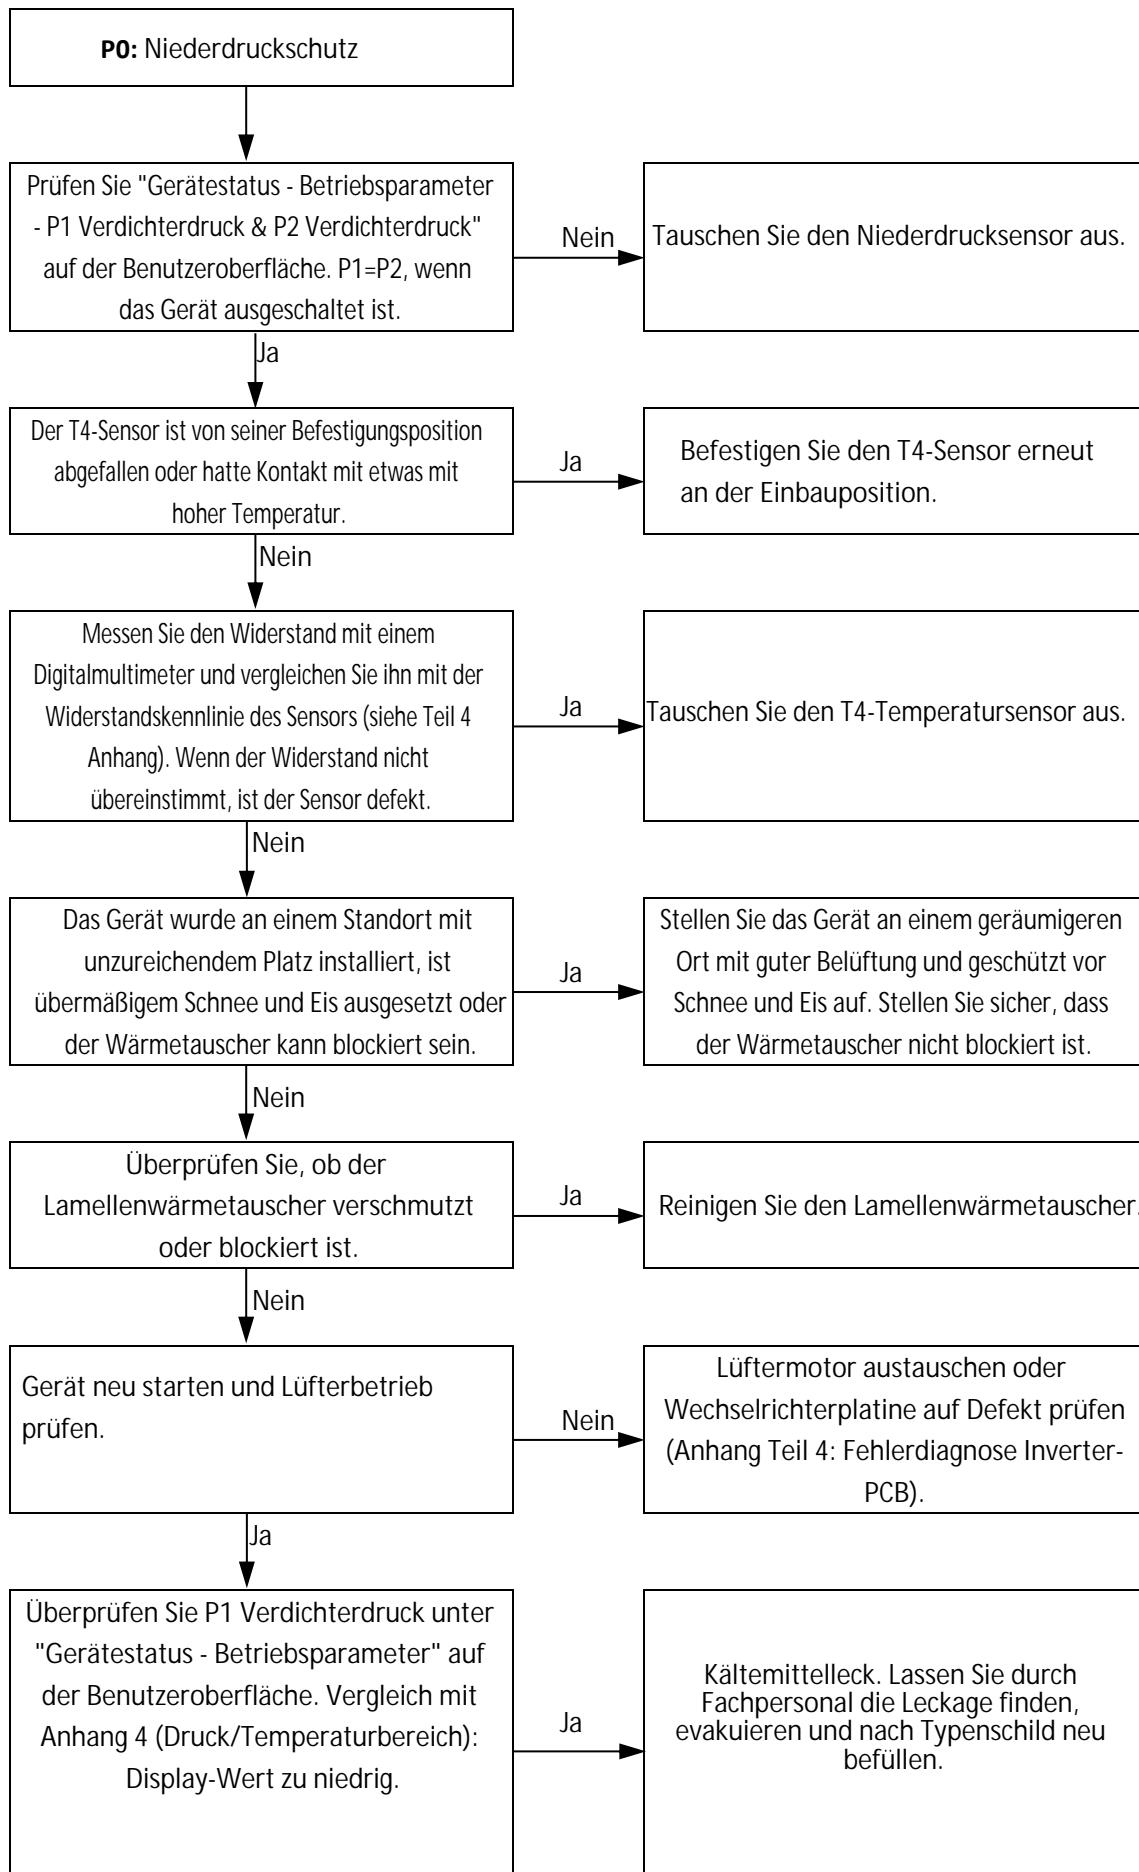 P0: Niederdruckschutz
Prüfen Sie "Gerätestatus - Betriebsparameter
- P1 Verdichterdruck & P2 Verdichterdruck"
auf der Benutzeroberfläche. P1=P2, wenn
das Gerät ausgeschaltet ist.
Nein
Tauschen Sie den Niederdrucksensor aus.
Ja
Der T4-Sensor ist von seiner Befestigungsposition
abgefallen oder hatte Kontakt mit etwas mit
hoher Temperatur.
Ja
Befestigen Sie den T4-Sensor erneut
an der Einbauposition.
Nein
Messen Sie den Widerstand mit einem
Digitalmultimeter und vergleichen Sie ihn mit der
Widerstandskennlinie des Sensors (siehe Teil 4
Anhang). Wenn der Widerstand nicht
übereinstimmt, ist der Sensor defekt.
Ja
Tauschen Sie den T4-Temperatursensor aus.
Nein
Das Gerät wurde an einem Standort mit
unzureichendem Platz installiert, ist
übermäßigem Schnee und Eis ausgesetzt oder
der Wärmetauscher kann blockiert sein.
Ja
Stellen Sie das Gerät an einem geräumigeren
Ort mit guter Belüftung und geschützt vor
Schnee und Eis auf. Stellen Sie sicher, dass
der Wärmetauscher nicht blockiert ist.
Nein
Überprüfen Sie, ob der
Lamellenwärmetauscher verschmutzt
oder blockiert ist.
Ja
Reinigen Sie den Lamellenwärmetauscher.
Nein
Gerät neu starten und Lüfterbetrieb
prüfen.
Nein
Lüftermotor austauschen oder
Wechselrichterplatine auf Defekt prüfen
(Anhang Teil 4: Fehlerdiagnose Inverter-
PCB).
Ja
Überprüfen Sie P1 Verdichterdruck unter
"Gerätestatus - Betriebsparameter" auf
der Benutzeroberfläche. Vergleich mit
Anhang 4 (Druck/Temperaturbereich):
Display-Wert zu niedrig.
Ja
Kältemittelleck. Lassen Sie durch
Fachpersonal die Leckage finden,
evakuieren und nach Typenschild neu
befüllen.